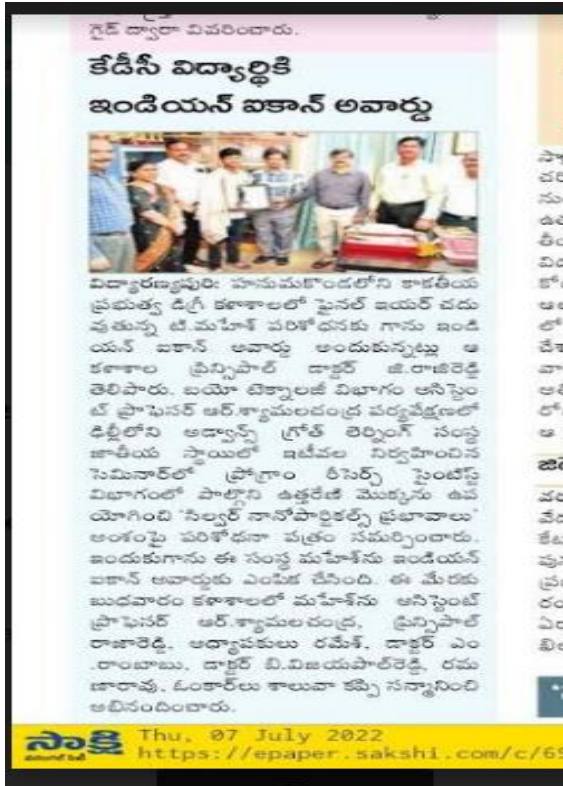 గైడ్ ద్వారా వివరించారు.
కేడీసీ విద్యార్థికి
ఇండియన్ ఐకాన్ అవార్డు
విద్యారణ్యపురి: హనుమకొండలోని కాకతీయ
ప్రభుత్వ డిగ్రీ కళాశాలలో ఫైనల్ ఇయర్ చదు
వుతున్న టి.మహేశ్ పరిశోధనకు గాను ఇండి
యన్ ఐకాన్ అవార్డు అందుకున్నట్లు ఆ
కళాశాల ప్రిన్సిపాల్ డాక్టర్ జి.రాజారెడ్డి
తెలిపారు. బయో టెక్నాలజీ విభాగం అసిస్టెం
ట్ ప్రొఫెసర్ ఆర్.శ్యామలచంద్ర పర్యవేక్షణలో
ఢిల్లీలోని అడ్వాన్స్ గ్రోత్ లెర్నింగ్ సంస్థ
జాతీయ స్థాయిలో ఇటీవల నిర్వహించిన
సెమినార్‌లో ప్రోగ్రాం రీసెర్చ్ సైంటిస్ట్
విభాగంలో పాల్గొని ఉత్తరేణి మొక్కను ఉప
యోగించి 'సిల్వర్ నానోపార్టికల్స్ ప్రభావాలు'
అంశంపై పరిశోధనా పత్రం సమర్పించారు.
ఇందుకుగాను ఈ సంస్థ మహేశ్‌ను ఇండియన్
ఐకాన్ అవార్డుకు ఎంపిక చేసింది. ఈ మేరకు
బుధవారం కళాశాలలో మహేశ్‌ను అసిస్టెంట్
ప్రొఫెసర్ ఆర్.శ్యామలచంద్ర, ప్రిన్సిపాల్
రాజారెడ్డి, అధ్యాపకులు రమేశ్, డాక్టర్ ఎం
.రాంబాబు, డాక్టర్ బి.విజయపాల్‌రెడ్డి, రమ
ణారావు, ఓంకార్‌లు శాలువా కప్పి సన్మానించి
అభినందించారు.
సాక్షి
Thu, 07 July 2022
https://epaper.sakshi.com/c/69